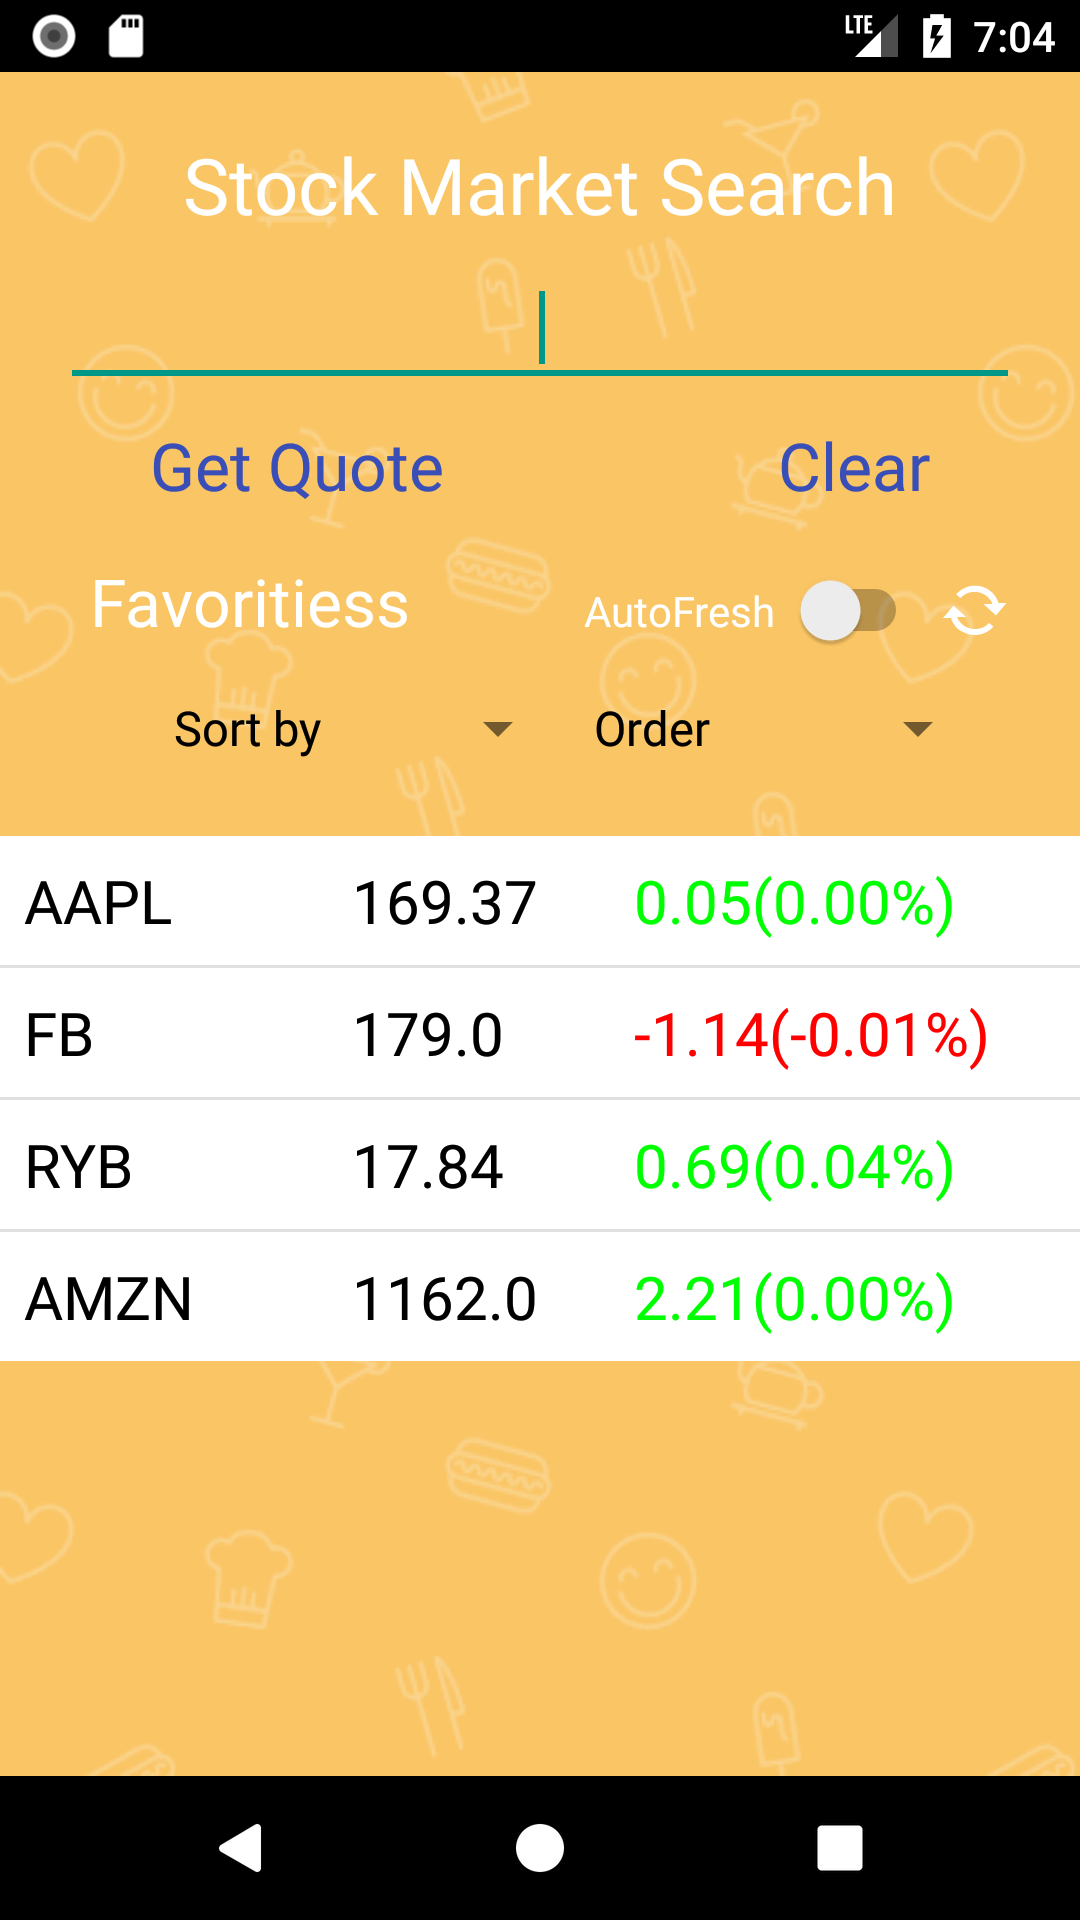 LTE 7:04
Stock Market Search
Get Quote Clear
Favoritiess AutoFresh
Sort by Order
AAPL 169.37 0.05(0.00%)
FB 179.0 -1.14(-0.01%)
RYB 17.84 0.69(0.04%)
AMZN 1162.0 2.21(0.00%)